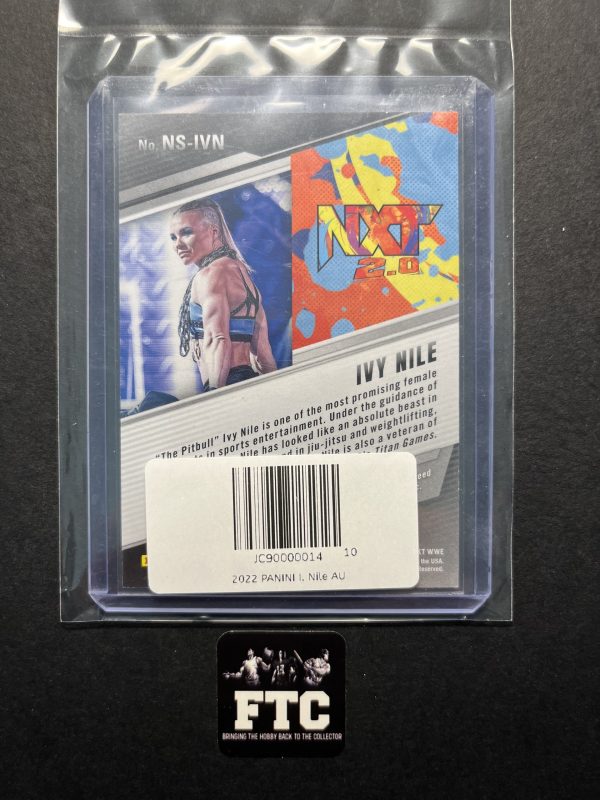 No. NS-IVN
NXT
2.0
IVY NILE
"The Pitbull" Ivy Nile is one of the most promising female
in sports entertainment. Under the guidance of
Nile has looked like an absolute beast in
in jiu-jitsu and weightlifting,
Nile is also a veteran of
Titan Games.
WWE
the USA.
JC90000014 10
2022 PANINI I. Nile AU
FTC
BRINGING THE HOBBY BACK TO THE COLLECTOR